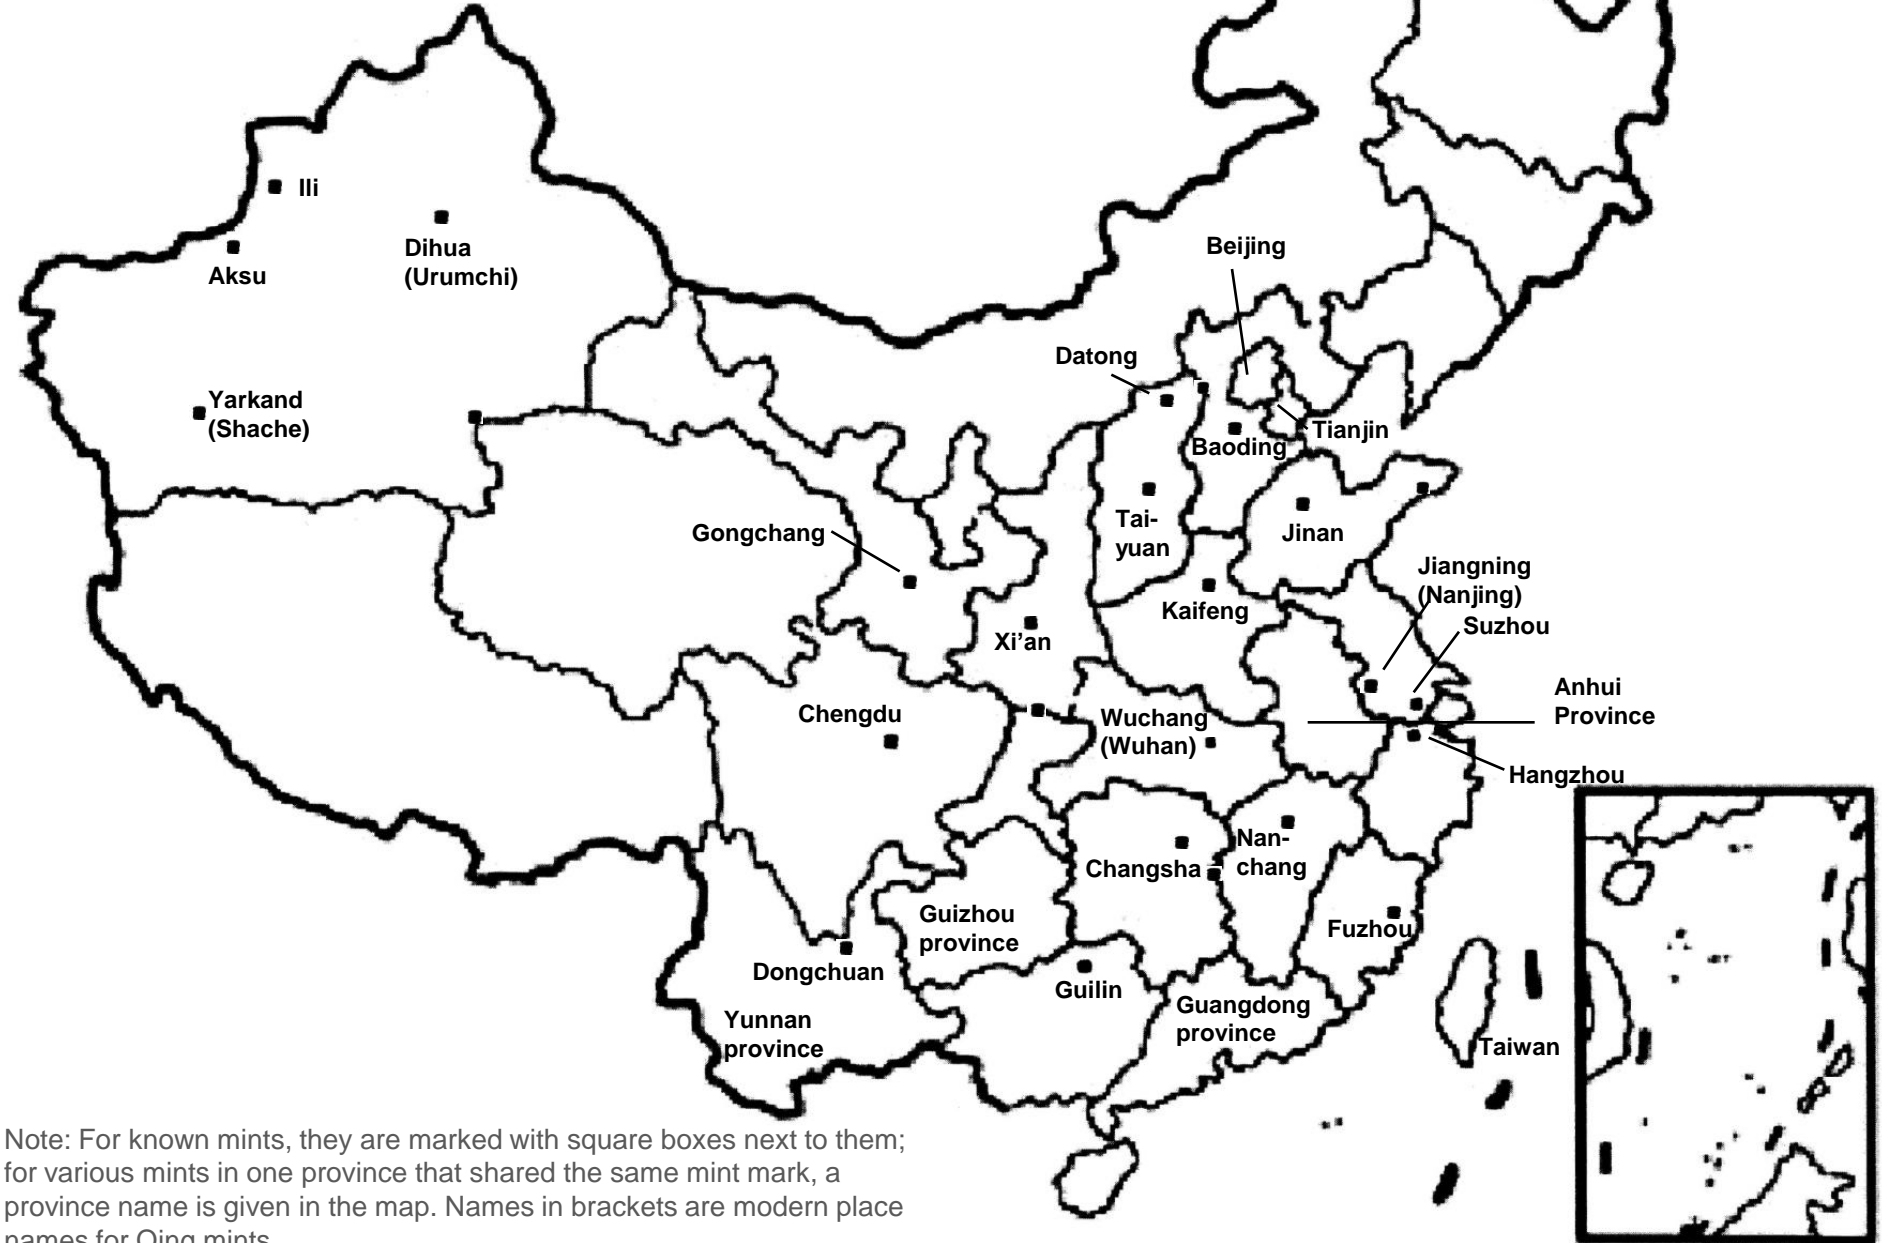 Ili
Dihua
(Urumchi)
Aksu
Beijing
Datong
Yarkand
(Shache)
Tianjin
Baoding
Tai-
yuan
Gongchang
Jinan
Jiangning
(Nanjing)
Kaifeng
Suzhou
Xi’an
Anhui
Province
Chengdu
Wuchang
(Wuhan)
Hangzhou
Nan-
chang
Changsha
Guizhou
province
Fuzhou
Dongchuan
Guilin
Guangdong
province
Yunnan
province
Taiwan
Note: For known mints, they are marked with square boxes next to them;
for various mints in one province that shared the same mint mark, a
province name is given in the map. Names in brackets are modern place
names for Qing mints